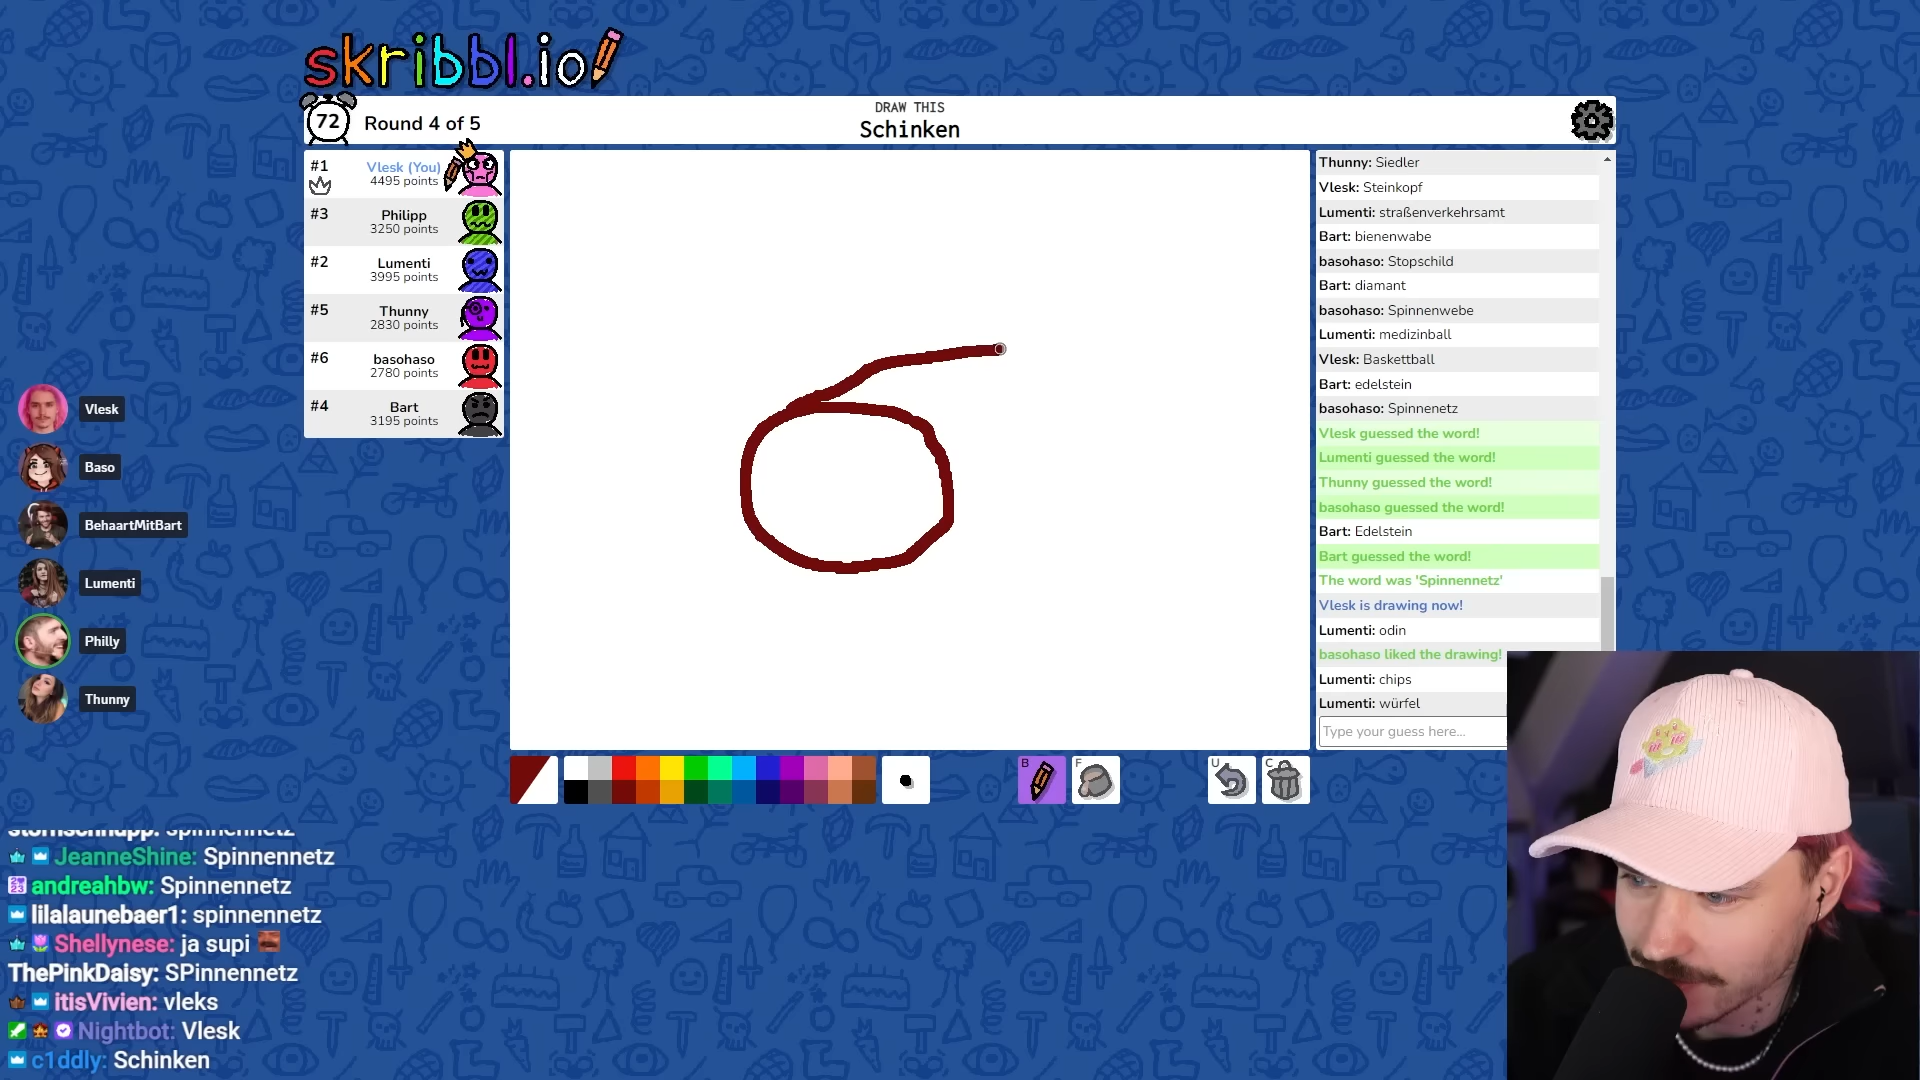 skribbl.io
72
Round 4 of 5
DRAW THIS
Schinken
#1
Vlesk (You)
4495 points
#3
Philipp
3250 points
#2
Lumenti
3995 points
#5
Thunny
2830 points
#6
basohaso
2780 points
#4
Bart
3195 points
Thunny: Siedler
Vlesk: Steinkopf
Lumenti: straßenverkehrsamt
Bart: bienenwabe
basohaso: Stopschild
Bart: diamant
basohaso: Spinnenwebe
Lumenti: medizinball
Vlesk: Baskettball
Bart: edelstein
basohaso: Spinnenetz
Vlesk guessed the word!
Lumenti guessed the word!
Thunny guessed the word!
basohaso guessed the word!
Bart: Edelstein
Bart guessed the word!
The word was 'Spinnennetz'
Vlesk is drawing now!
Lumenti: odin
basohaso liked the drawing!
Lumenti: chips
Lumenti: würfel
Type your guess here...
B
F
U
C
Vlesk
Baso
BehaartMitBart
Lumenti
Philly
Thunny
stormschnupp: spinnennetz
JeanneShine: Spinnennetz
andreahbw: Spinnennetz
lilalaunebaer1: spinnennetz
Shellynese: ja supi
ThePinkDaisy: SPinnennetz
itisVivien: vleks
Nightbot: Vlesk
c1ddly: Schinken